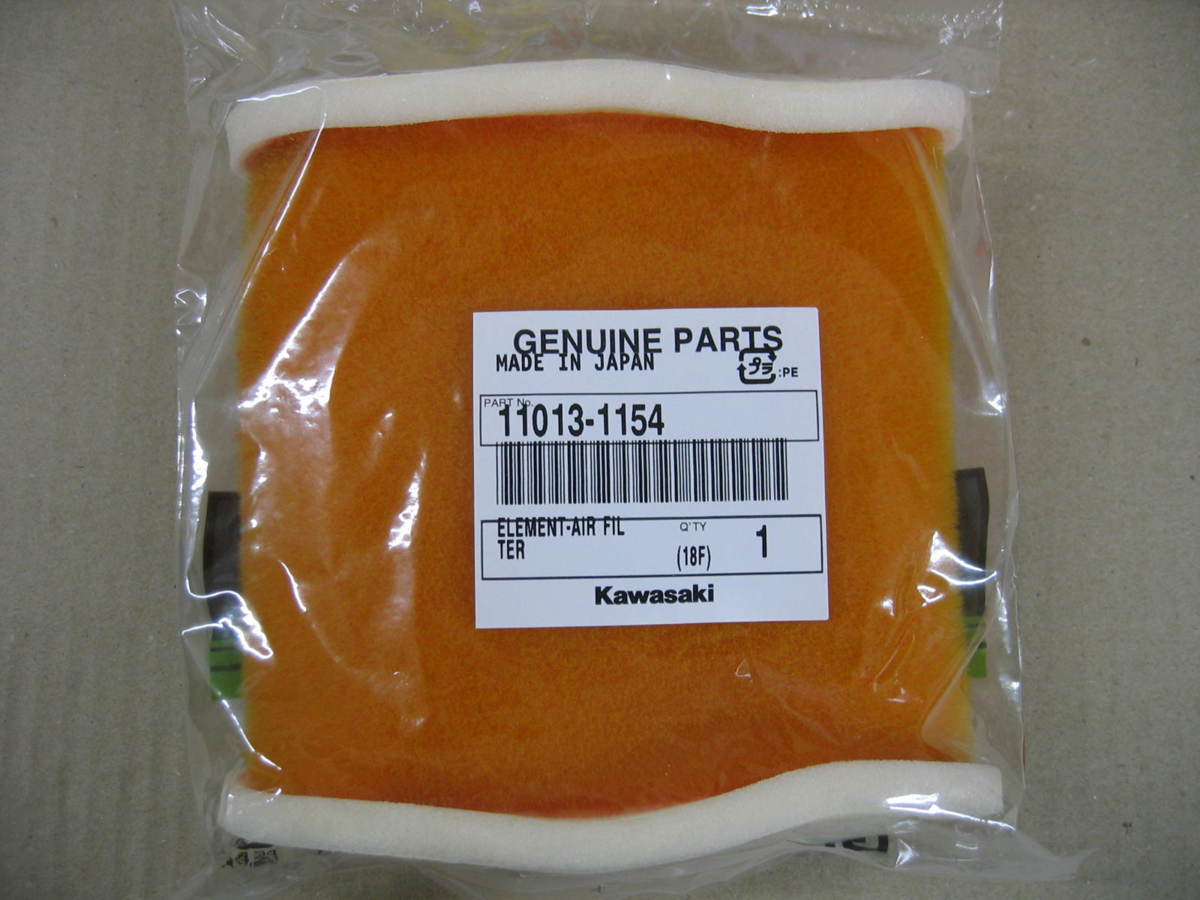 GENUINE PARTS
MADE IN JAPAN
プラ :PE
PART No.
11013-1154
ELEMENT-AIR FIL
TER
Q'TY
(18F)
1
Kawasaki